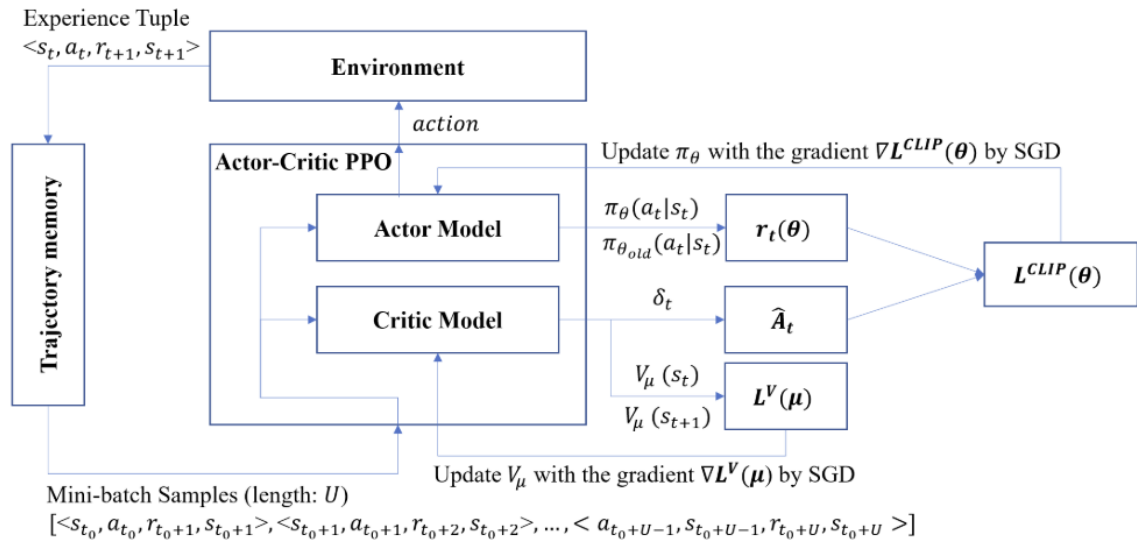 Experience Tuple
<s_t, a_t, r_{t+1}, s_{t+1}>
Environment
action
Actor-Critic PPO
Update π_θ with the gradient ∇L^{CLIP}(θ) by SGD
Trajectory memory
Actor Model
π_θ(a_t|s_t)
π_{θ_{old}}(a_t|s_t)
r_t(θ)
L^{CLIP}(θ)
Critic Model
δ_t
Â_t
V_μ (s_t)
V_μ (s_{t+1})
L^V(μ)
Update V_μ with the gradient ∇L^V(μ) by SGD
Mini-batch Samples (length: U)
[<s_{t_0}, a_{t_0}, r_{t_0+1}, s_{t_0+1}>, <s_{t_0+1}, a_{t_0+1}, r_{t_0+2}, s_{t_0+2}>, …, < a_{t_0+U−1}, s_{t_0+U−1}, r_{t_0+U}, s_{t_0+U} >]